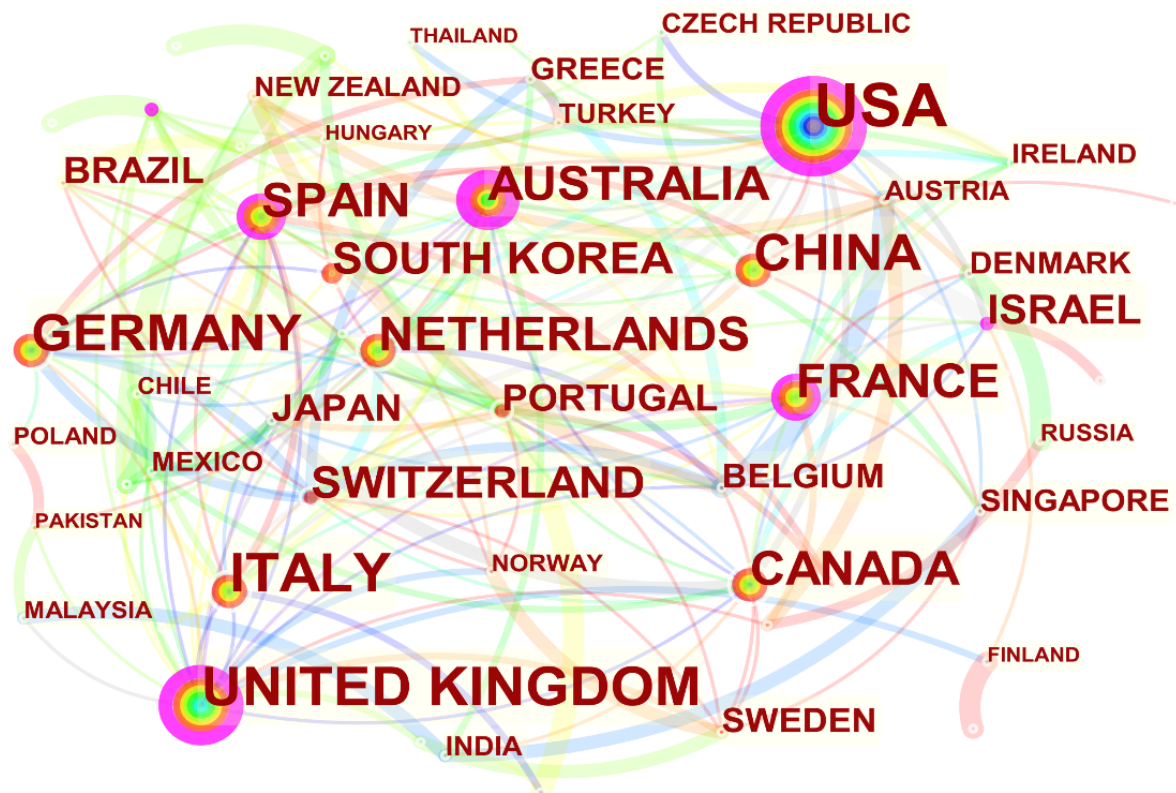 CZECH REPUBLIC
THAILAND
GREECE
NEW ZEALAND
USA
TURKEY
HUNGARY
IRELAND
BRAZIL
AUSTRALIA
AUSTRIA
SPAIN
CHINA
SOUTH KOREA
DENMARK
ISRAEL
GERMANY
NETHERLANDS
FRANCE
CHILE
PORTUGAL
JAPAN
RUSSIA
POLAND
MEXICO
BELGIUM
SWITZERLAND
SINGAPORE
PAKISTAN
NORWAY
ITALY
CANADA
MALAYSIA
FINLAND
UNITED KINGDOM
SWEDEN
INDIA